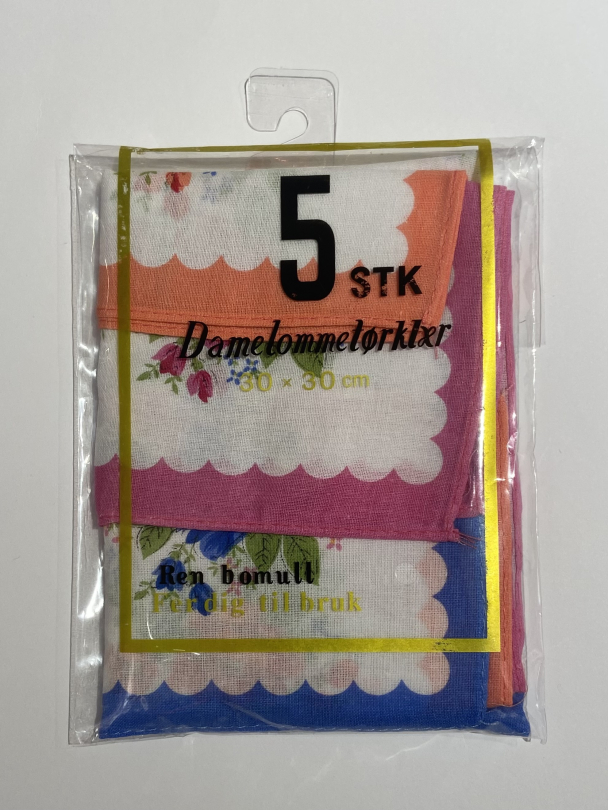 5 STK
Damelommetørklær
30 × 30 cm
Ren bomull
Ferdig til bruk